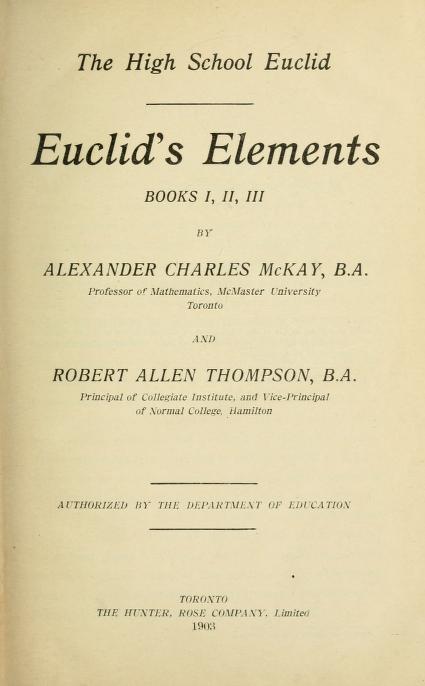 The High School Euclid
Euclid's Elements
BOOKS I, II, III
BY
ALEXANDER CHARLES McKAY, B.A.
Professor of Mathematics, McMaster University
Toronto
AND
ROBERT ALLEN THOMPSON, B.A.
Principal of Collegiate Institute, and Vice-Principal
of Normal College, Hamilton
AUTHORIZED BY THE DEPARTMENT OF EDUCATION
TORONTO
THE HUNTER, ROSE COMPANY, Limited
1903